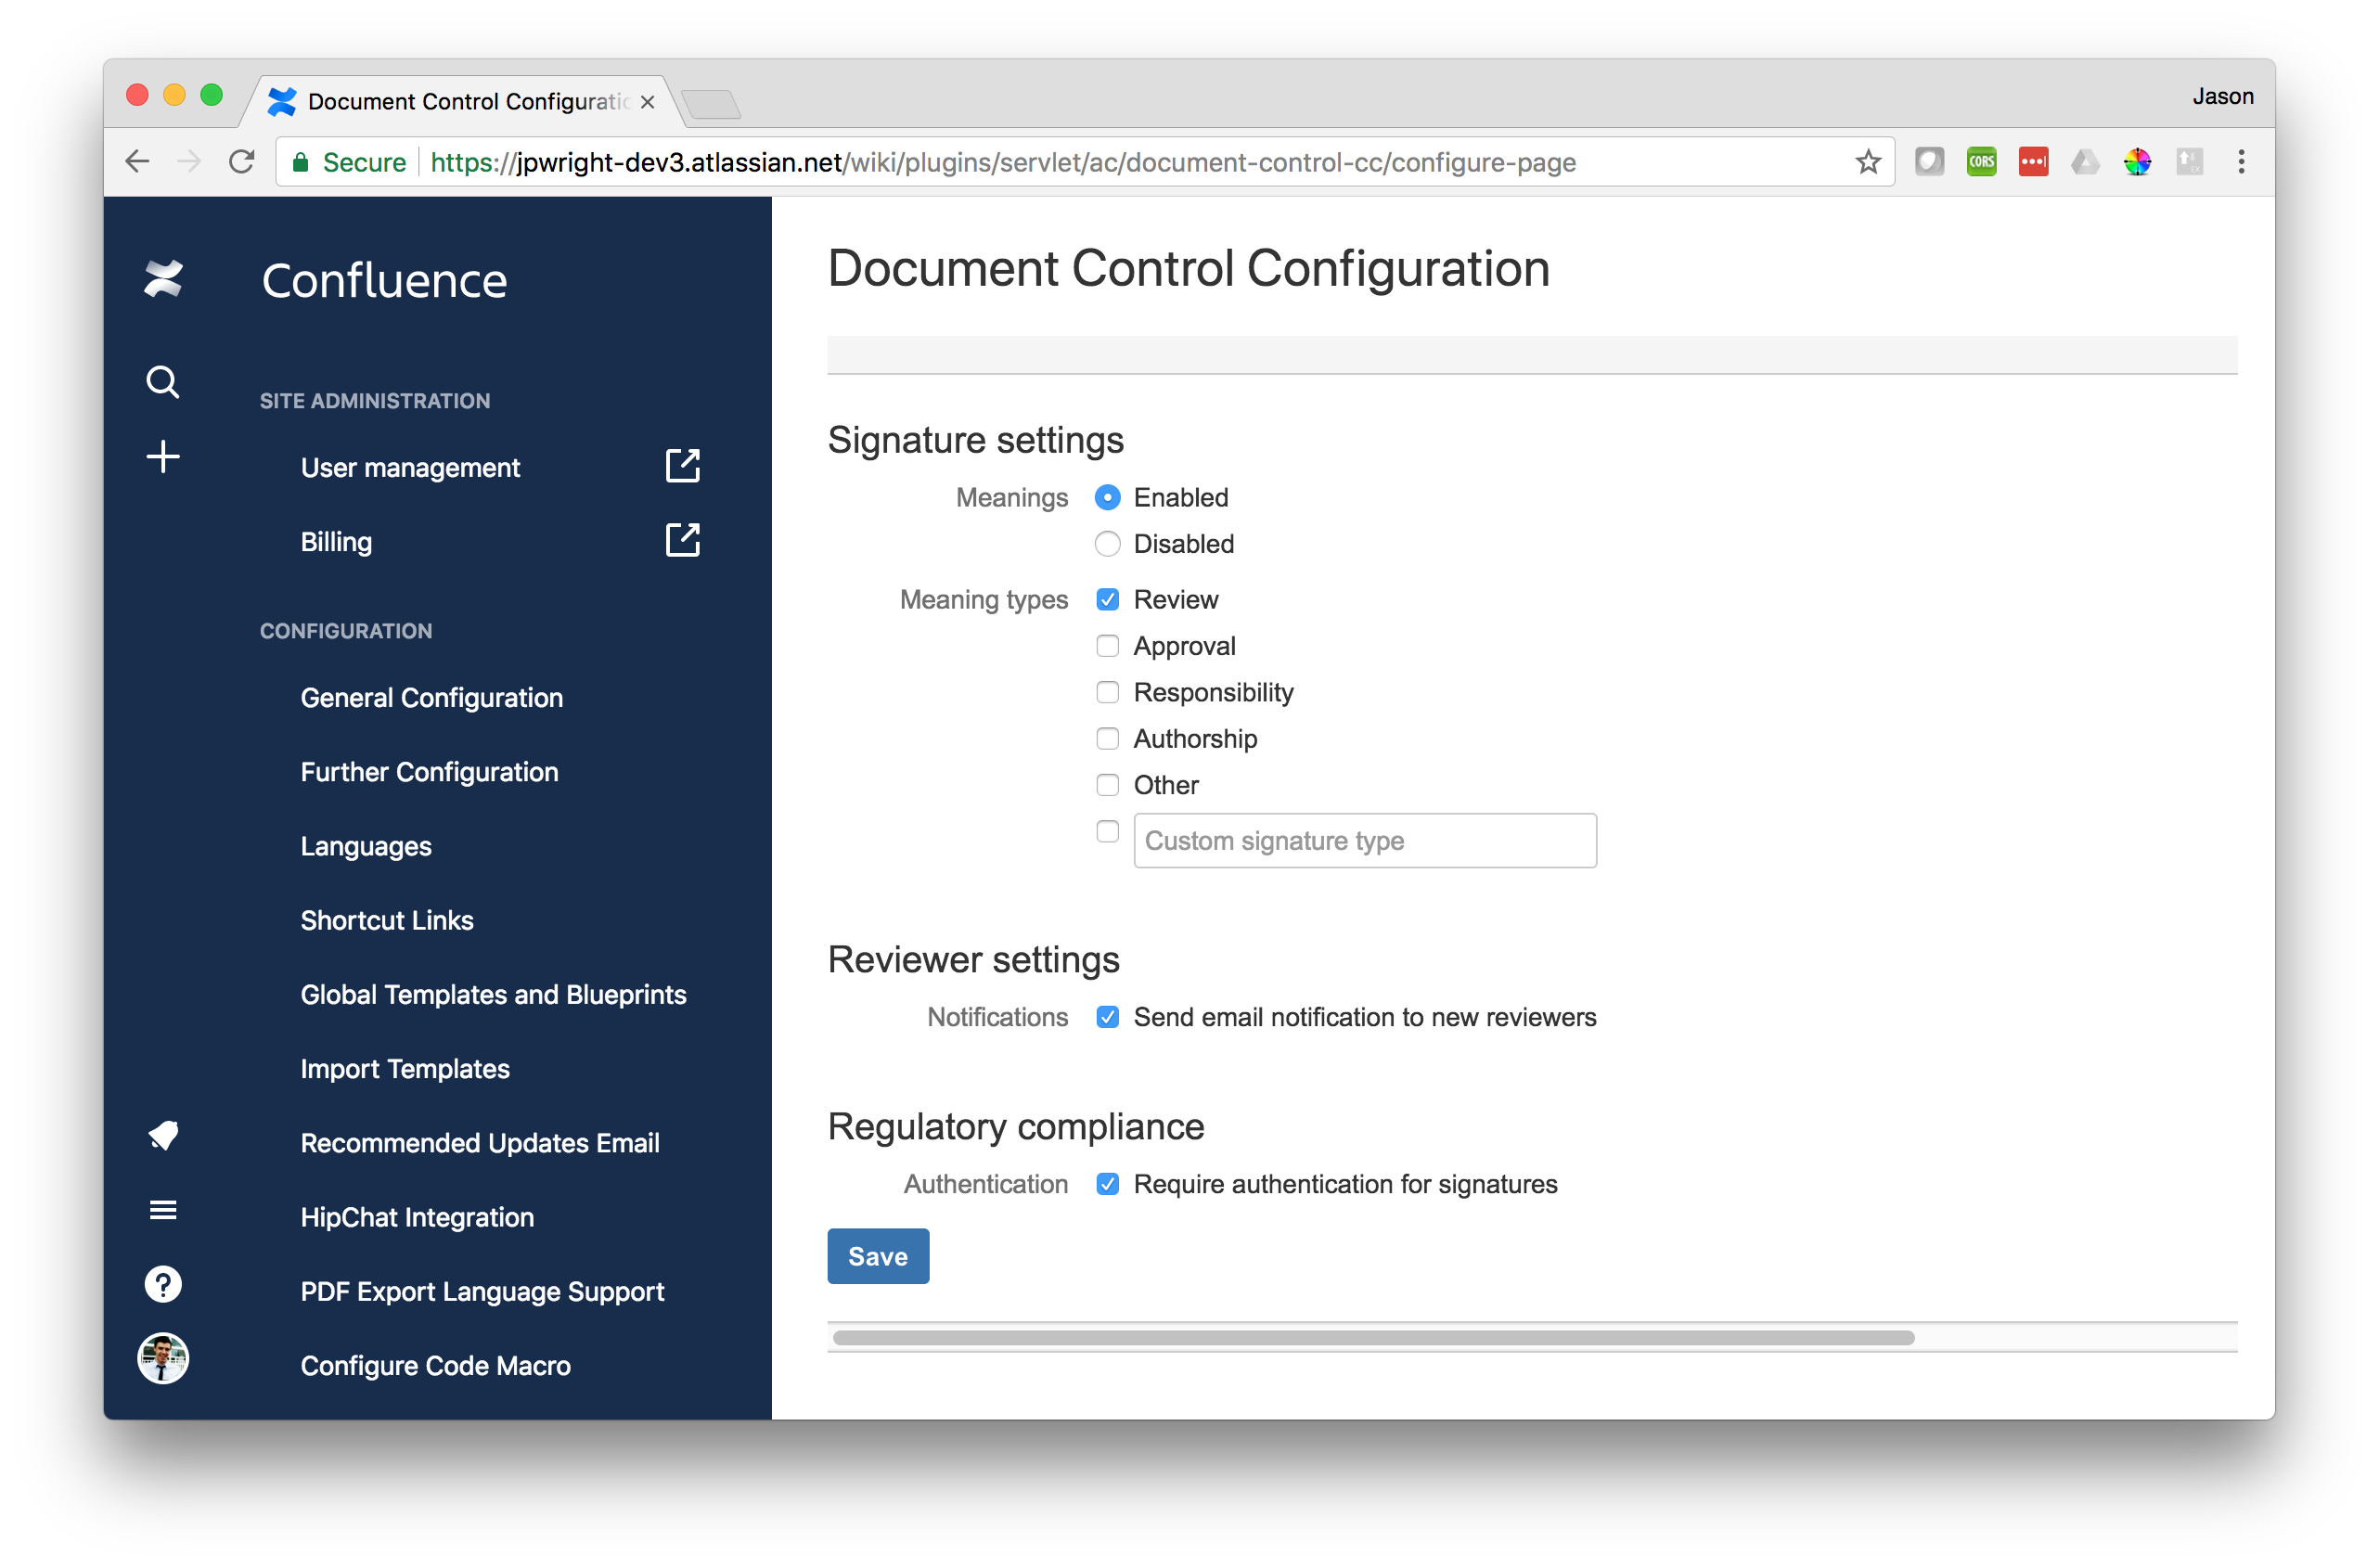 Document Control Configuratio
Jason
Secure https://jpwright-dev3.atlassian.net/wiki/plugins/servlet/ac/document-control-cc/configure-page
CORS
Confluence
SITE ADMINISTRATION
User management
Billing
CONFIGURATION
General Configuration
Further Configuration
Languages
Shortcut Links
Global Templates and Blueprints
Import Templates
Recommended Updates Email
HipChat Integration
PDF Export Language Support
Configure Code Macro
Document Control Configuration
Signature settings
Meanings Enabled
Disabled
Meaning types Review
Approval
Responsibility
Authorship
Other
Custom signature type
Reviewer settings
Notifications Send email notification to new reviewers
Regulatory compliance
Authentication Require authentication for signatures
Save